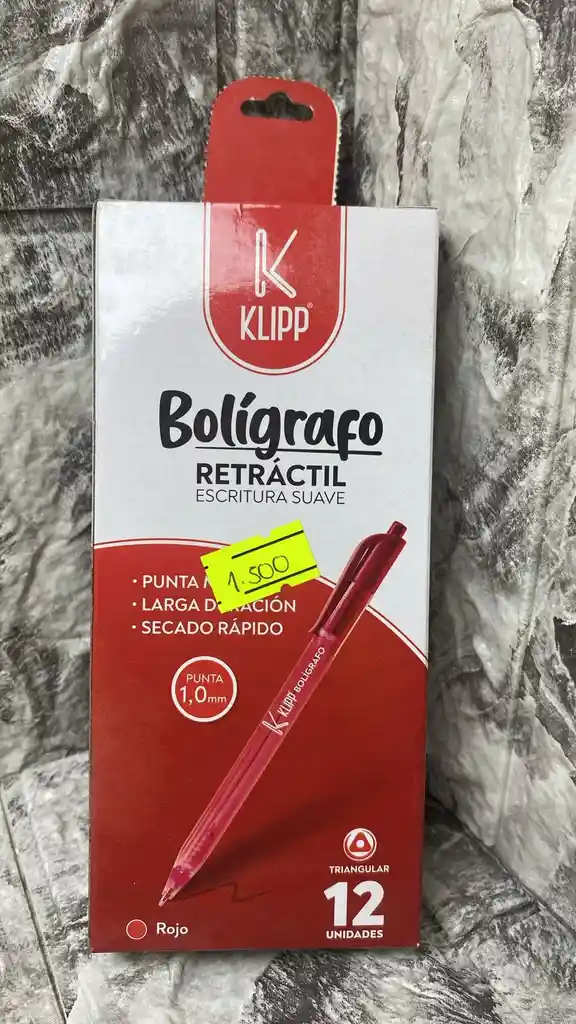 K
KLIPP®
Bolígrafo
RETRÁCTIL
ESCRITURA SUAVE
1.500
• PUNTA
• LARGA D ACIÓN
• SECADO RÁPIDO
PUNTA
1,0mm
K KLIPP BOLÍGRAFO
TRIANGULAR
12
UNIDADES
Rojo